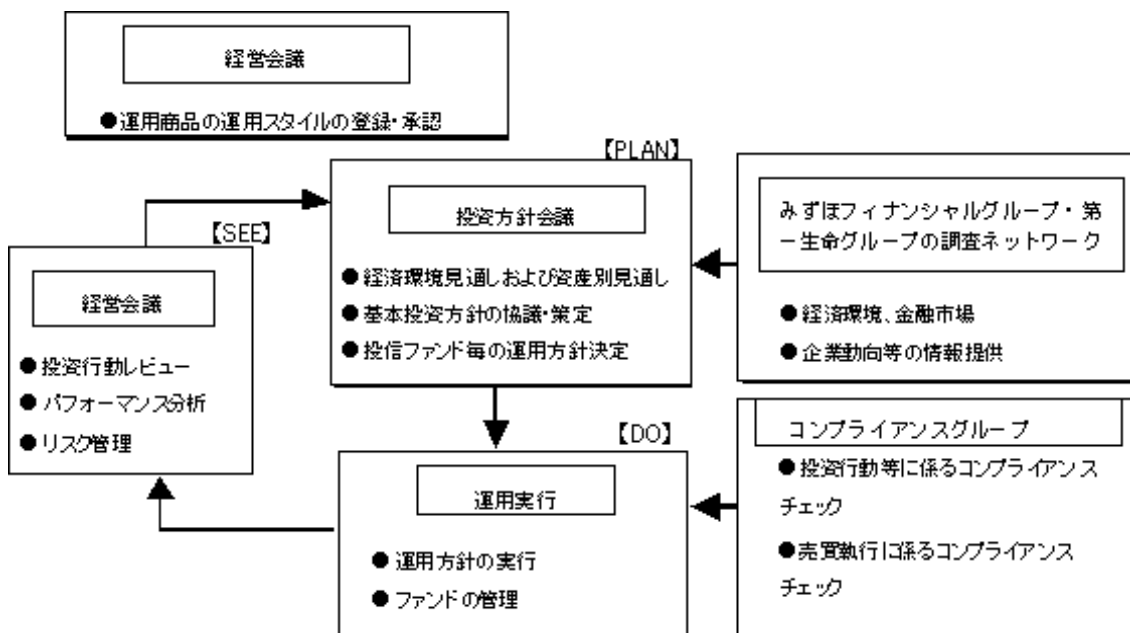 経営会議
●運用商品の運用スタイルの登録・承認
【PLAN】
投資方針会議
●経済環境見通しおよび資産別見通し
●基本投資方針の協議・策定
●投信ファンド毎の運用方針決定
みずほフィナンシャルグループ・第
一生命グループの調査ネットワーク
●経済環境、金融市場
●企業動向等の情報提供
【SEE】
経営会議
●投資行動レビュー
●パフォーマンス分析
●リスク管理
【DO】
運用実行
●運用方針の実行
●ファンドの管理
コンプライアンスグループ
●投資行動等に係るコンプライアンス
チェック
●売買執行に係るコンプライアンス
チェック